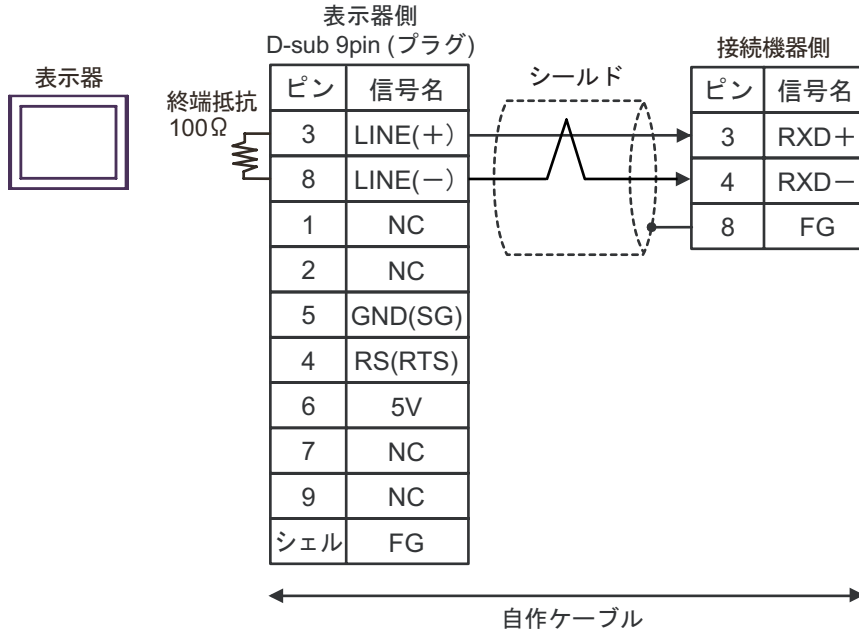 表示器
表示器側
D-sub 9pin (プラグ)
終端抵抗
100Ω
ピン 信号名
3 LINE(+)
8 LINE(-)
1 NC
2 NC
5 GND(SG)
4 RS(RTS)
6 5V
7 NC
9 NC
シェル FG
シールド
接続機器側
ピン 信号名
3 RXD+
4 RXD-
8 FG
自作ケーブル